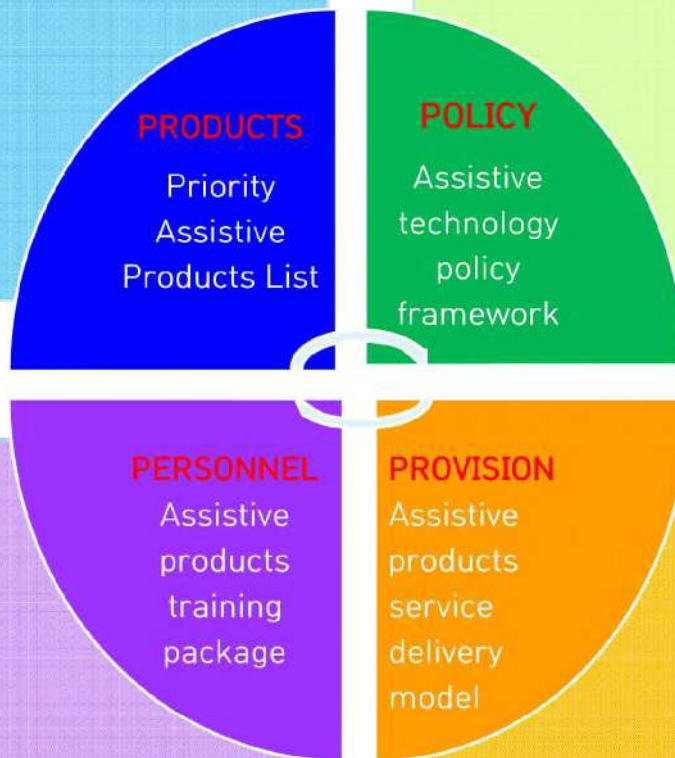 PRODUCTS
Priority
Assistive
Products List
POLICY
Assistive
technology
policy
framework
PERSONNEL
Assistive
products
training
package
PROVISION
Assistive
products
service
delivery
model